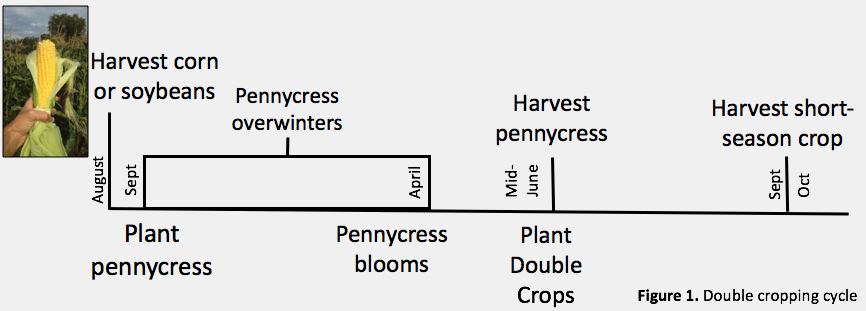 Harvest corn
or soybeans
Pennycress
overwinters
Harvest
pennycress
Harvest short-
season crop
August
Sept
April
Mid-
June
Sept
Oct
Plant
pennycress
Pennycress
blooms
Plant
Double
Crops
Figure 1. Double cropping cycle